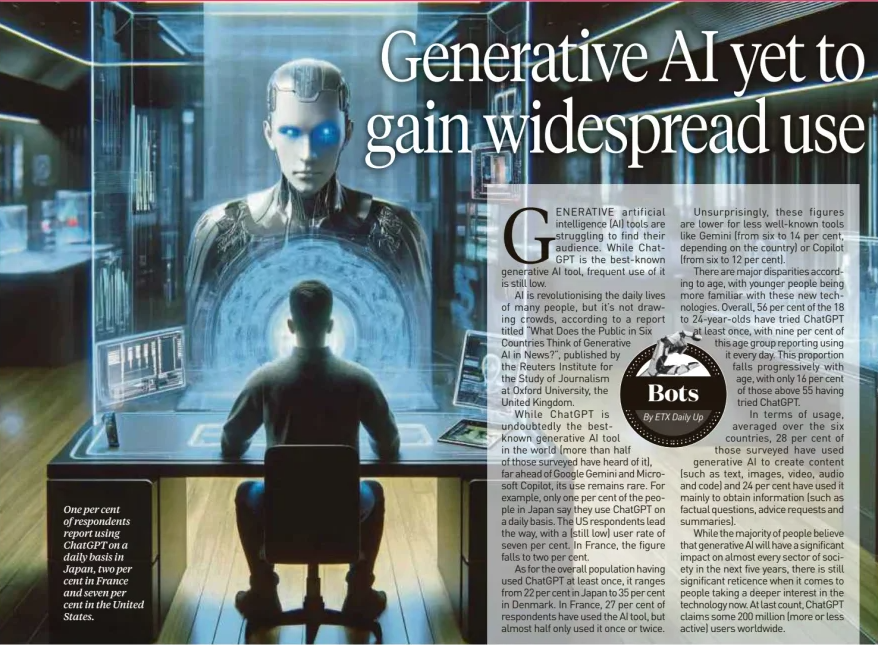 Generative AI yet to
gain widespread use
GENERATIVE artificial
intelligence (AI) tools are
struggling to find their
audience. While Chat-
GPT is the best-known
generative AI tool, frequent use of it
is still low.
AI is revolutionising the daily lives
of many people, but it's not draw-
ing crowds, according to a report
titled "What Does the Public in Six
Countries Think of Generative
AI in News?", published by
the Reuters Institute for
the Study of Journalism
at Oxford University, the
United Kingdom.
While ChatGPT is
undoubtedly the best-
known generative AI tool
in the world (more than half
of those surveyed have heard of it),
far ahead of Google Gemini and Micro-
soft Copilot, its use remains rare. For
example, only one per cent of the peo-
ple in Japan say they use ChatGPT on
a daily basis. The US respondents lead
the way, with a (still low) user rate of
seven per cent. In France, the figure
falls to two per cent.
As for the overall population having
used ChatGPT at least once, it ranges
from 22 per cent in Japan to 35 per cent
in Denmark. In France, 27 per cent of
respondents have used the AI tool, but
almost half only used it once or twice.
Unsurprisingly, these figures
are lower for less well-known tools
like Gemini (from six to 14 per cent,
depending on the country) or Copilot
(from six to 12 per cent).
There are major disparities accord-
ing to age, with younger people being
more familiar with these new tech-
nologies. Overall, 56 per cent of the 18
to 24-year-olds have tried ChatGPT
at least once, with nine per cent of
this age group reporting using
it every day. This proportion
falls progressively with
age, with only 16 per cent
of those above 55 having
tried ChatGPT.
In terms of usage,
averaged over the six
countries, 28 per cent of
those surveyed have used
generative AI to create content
(such as text, images, video, audio
and code) and 24 per cent have used it
mainly to obtain information (such as
factual questions, advice requests and
summaries).
While the majority of people believe
that generative AI will have a significant
impact on almost every sector of soci-
ety in the next five years, there is still
significant reticence when it comes to
people taking a deeper interest in the
technology now. At last count, ChatGPT
claims some 200 million (more or less
active) users worldwide.
Bots
By ETX Daily Up
One per cent
of respondents
report using
ChatGPT on a
daily basis in
Japan, two per
cent in France
and seven per
cent in the United
States.